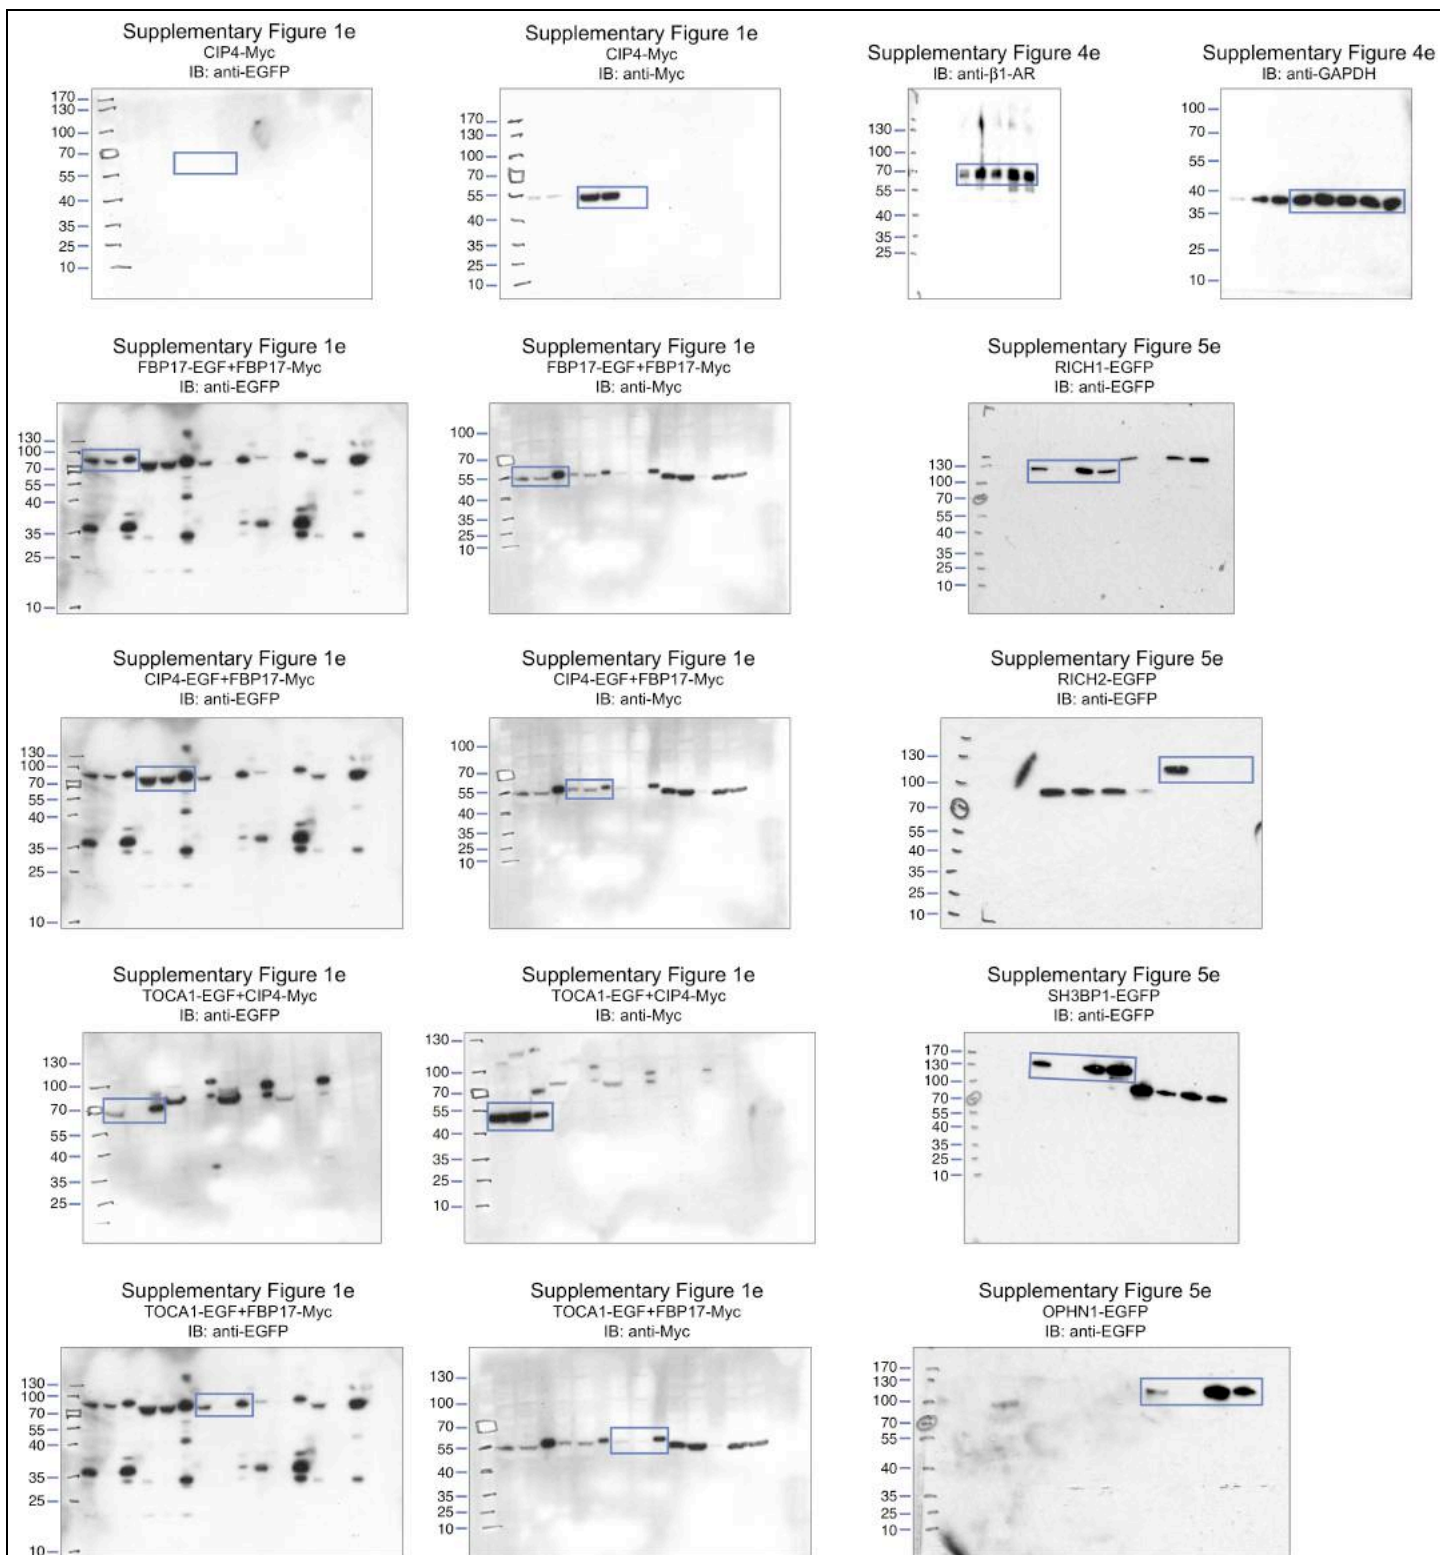 Supplementary Figure 1e
CIP4-Myc
IB: anti-EGFP
170
130
100
70
55
40
35
25
10
Supplementary Figure 1e
CIP4-Myc
IB: anti-Myc
170
130
100
70
55
40
35
25
10
Supplementary Figure 4e
IB: anti-β1-AR
130
100
70
55
40
35
25
Supplementary Figure 4e
IB: anti-GAPDH
100
70
55
40
35
25
10
Supplementary Figure 1e
FBP17-EGF+FBP17-Myc
IB: anti-EGFP
130
100
70
55
40
35
25
10
Supplementary Figure 1e
FBP17-EGF+FBP17-Myc
IB: anti-Myc
100
70
55
40
35
25
10
Supplementary Figure 5e
RICH1-EGFP
IB: anti-EGFP
130
100
70
55
40
35
25
10
Supplementary Figure 1e
CIP4-EGF+FBP17-Myc
IB: anti-EGFP
130
100
70
55
40
35
25
10
Supplementary Figure 1e
CIP4-EGF+FBP17-Myc
IB: anti-Myc
100
70
55
40
35
25
10
Supplementary Figure 5e
RICH2-EGFP
IB: anti-EGFP
130
100
70
55
40
35
25
10
Supplementary Figure 1e
TOCA1-EGF+CIP4-Myc
IB: anti-EGFP
130
100
70
55
40
35
25
Supplementary Figure 1e
TOCA1-EGF+CIP4-Myc
IB: anti-Myc
130
100
70
55
40
35
25
10
Supplementary Figure 5e
SH3BP1-EGFP
IB: anti-EGFP
170
130
100
70
55
40
35
25
10
Supplementary Figure 1e
TOCA1-EGF+FBP17-Myc
IB: anti-EGFP
130
100
70
55
40
35
25
10
Supplementary Figure 1e
TOCA1-EGF+FBP17-Myc
IB: anti-Myc
130
100
70
55
40
35
25
10
Supplementary Figure 5e
OPHN1-EGFP
IB: anti-EGFP
170
130
100
70
55
40
35
25
10